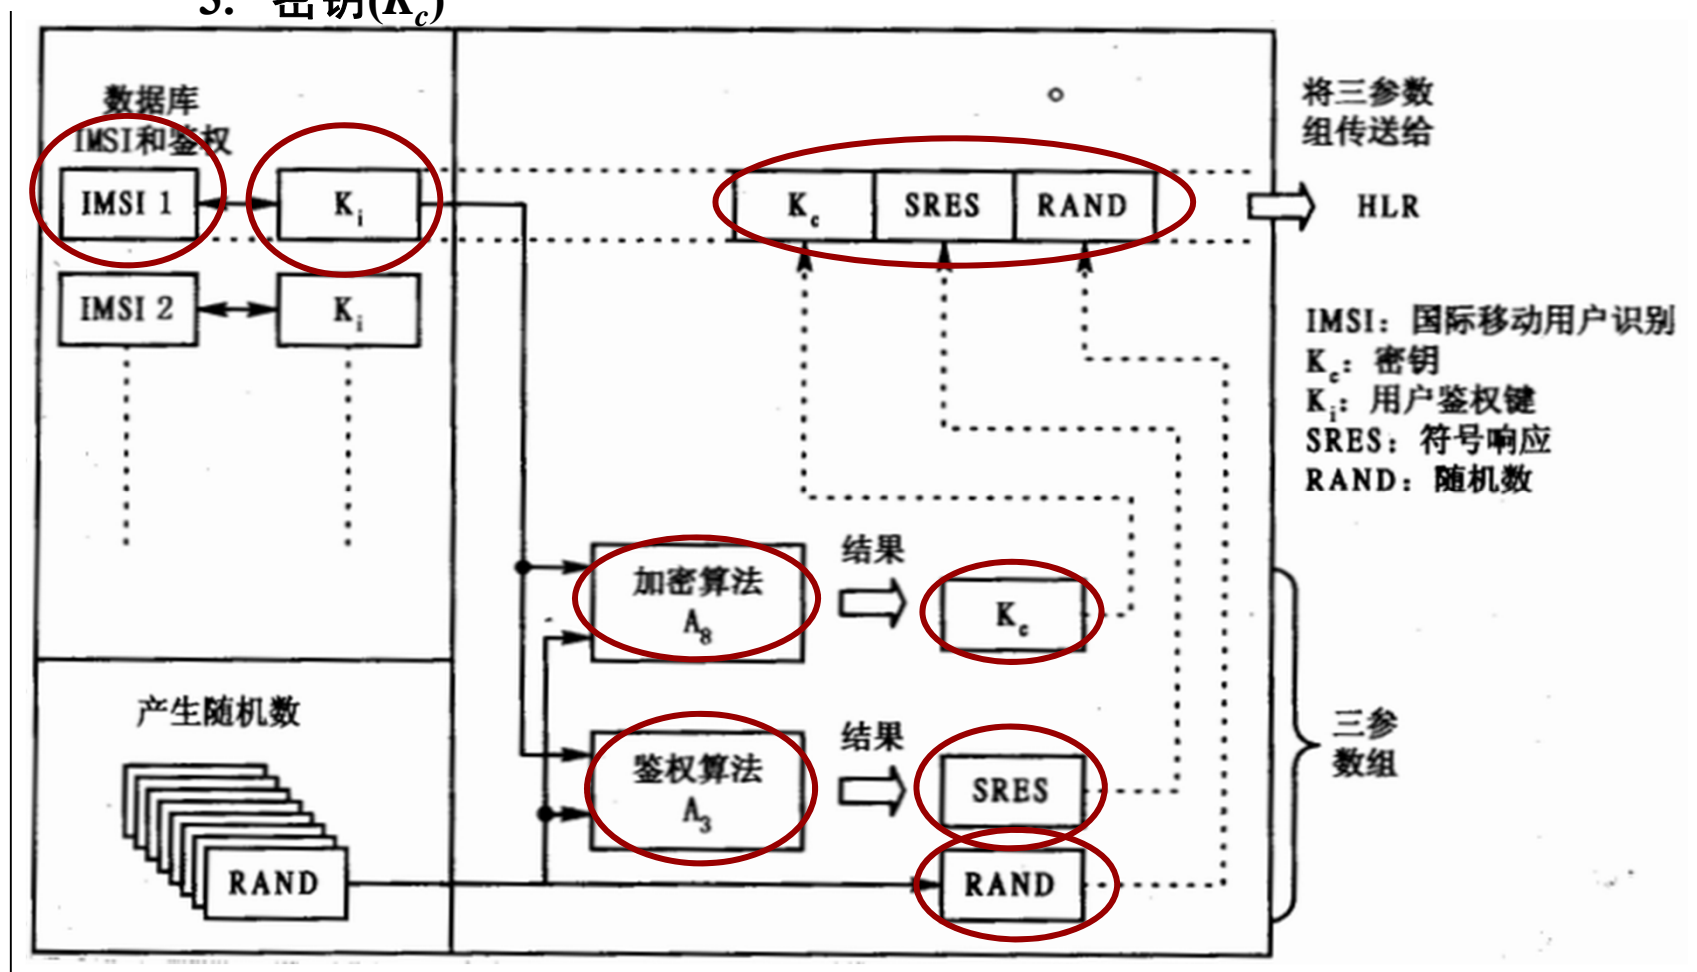 3. 密钥(Kc)
数据库
IMSI和鉴权
IMSI 1
Ki
Kc
SRES
RAND
将三参数
组传送给
HLR
IMSI 2
Ki
IMSI：国际移动用户识别
Kc：密钥
Ki：用户鉴权键
SRES：符号响应
RAND：随机数
加密算法
A8
结果
Kc
产生随机数
鉴权算法
A3
结果
SRES
三参
数组
RAND
RAND